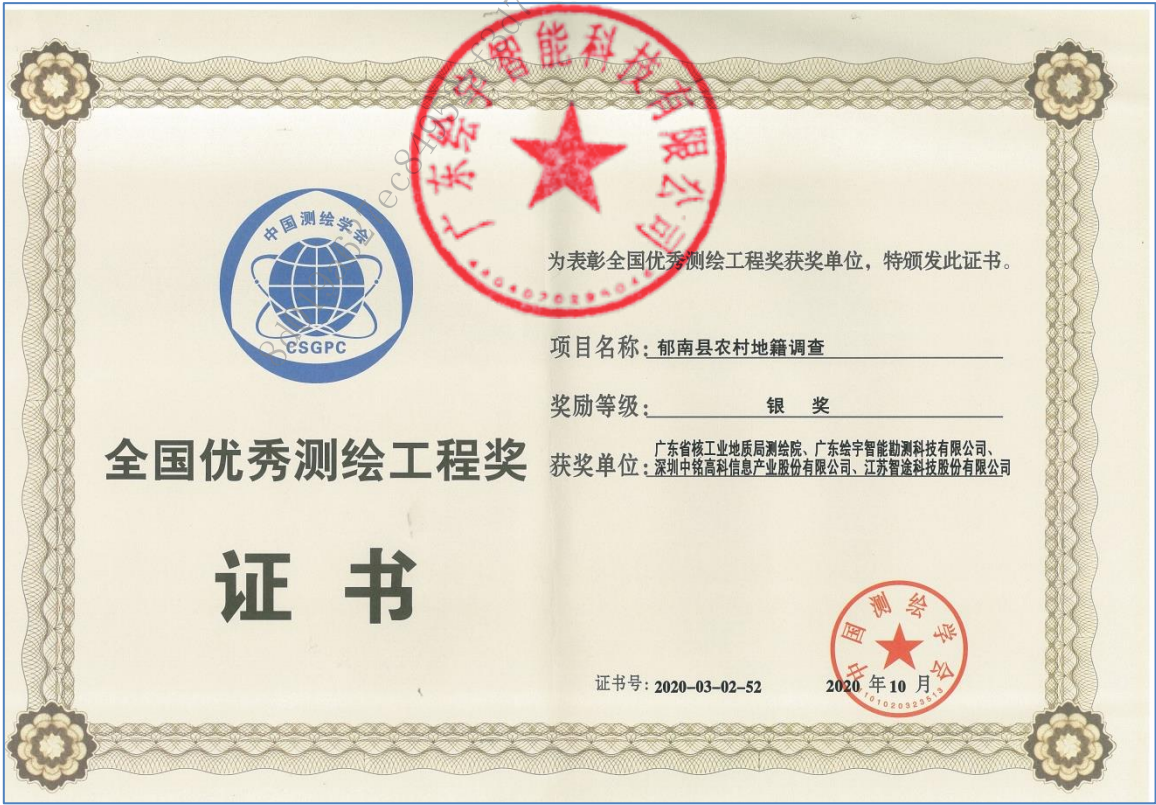 广东绘宇智能科技有限公司
中国测绘学会
CSGPC
全国优秀测绘工程奖
证书
为表彰全国优秀测绘工程奖获奖单位，特颁发此证书。
项目名称：郁南县农村地籍调查
奖励等级：银 奖
获奖单位：广东省核工业地质局测绘院、广东绘宇智能勘测科技有限公司、
深圳中铭高科信息产业股份有限公司、江苏智途科技股份有限公司
证书号：2020-03-02-52
2020 年 10 月
中国测绘学会